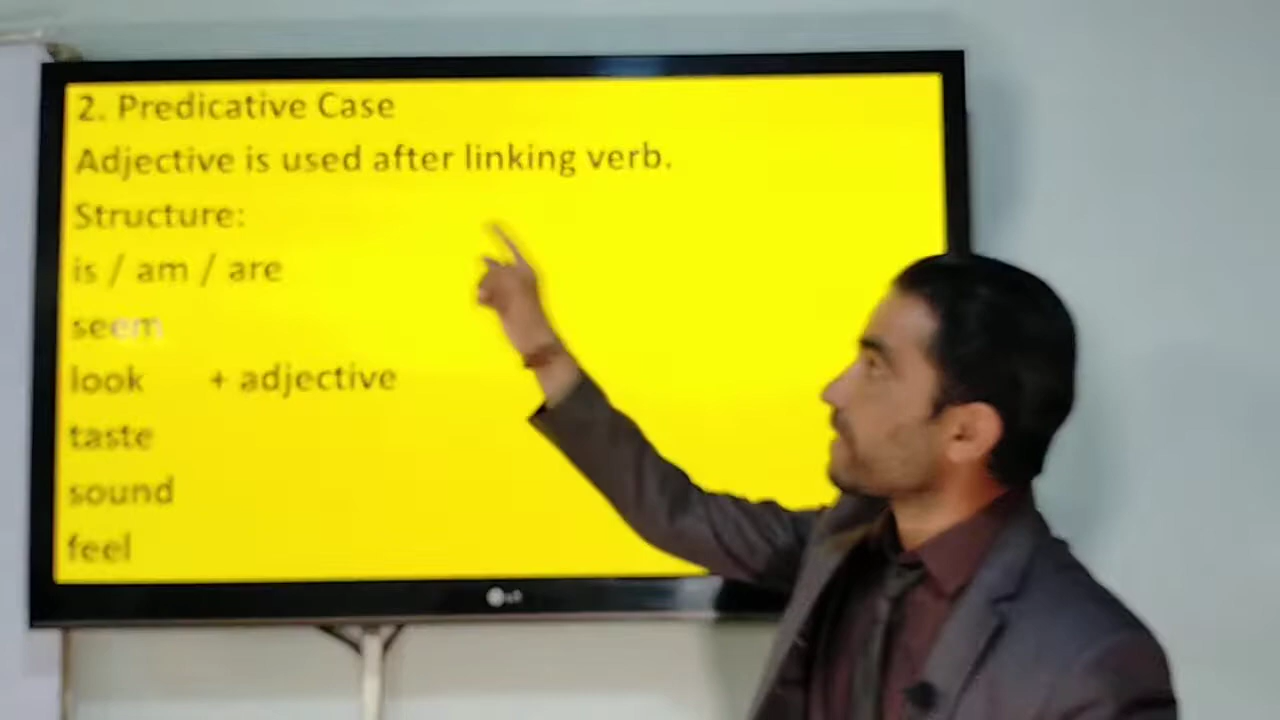 2. Predicative Case
Adjective is used after linking verb.
Structure:
is / am / are
seem
look + adjective
taste
sound
feel
LG